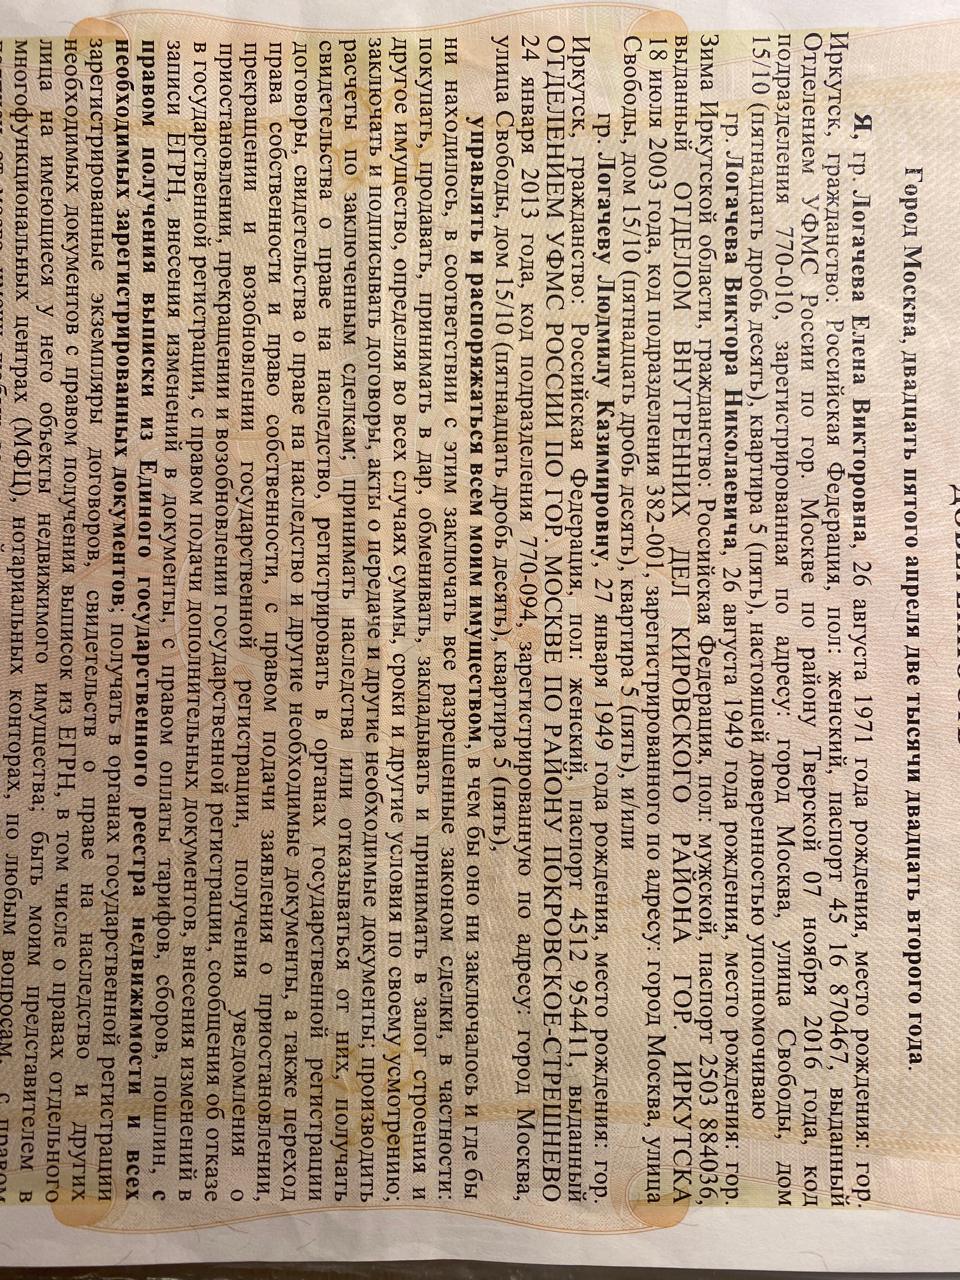 ДОВЕРЕННОСТЬ
Город Москва, двадцать пятого апреля две тысячи двадцать второго года.
Я, гр. Логачева Елена Викторовна, 26 августа 1971 года рождения, место рождения: гор.
Иркутск, гражданство: Российская Федерация, пол: женский, паспорт 45 16 870467, выданный
Отделением УФМС России по гор. Москве по району Тверской 07 ноября 2016 года, код
подразделения 770-010, зарегистрированная по адресу: город Москва, улица Свободы, дом
15/10 (пятнадцать дробь десять), квартира 5 (пять), настоящей доверенностью уполномочиваю
гр. Логачева Виктора Николаевича, 26 августа 1949 года рождения, место рождения: гор.
Зима Иркутской области, гражданство: Российская Федерация, пол: мужской, паспорт 2503 884036,
выданный ОТДЕЛОМ ВНУТРЕННИХ ДЕЛ КИРОВСКОГО РАЙОНА ГОР. ИРКУТСКА
18 июля 2003 года, код подразделения 382-001, зарегистрированного по адресу: город Москва, улица
Свободы, дом 15/10 (пятнадцать дробь десять), квартира 5 (пять), и/или
гр. Логачеву Людмилу Казимировну, 27 января 1949 года рождения, место рождения: гор.
Иркутск, гражданство: Российская Федерация, пол: женский, паспорт 4512 954411, выданный
ОТДЕЛЕНИЕМ УФМС РОССИИ ПО ГОР. МОСКВЕ ПО РАЙОНУ ПОКРОВСКОЕ-СТРЕШНЕВО
24 января 2013 года, код подразделения 770-094, зарегистрированную по адресу: город Москва,
улица Свободы, дом 15/10 (пятнадцать дробь десять), квартира 5 (пять),
управлять и распоряжаться всем моим имуществом, в чем бы оно ни заключалось и где бы
ни находилось, в соответствии с этим заключать все разрешенные законом сделки, в частности:
покупать, продавать, принимать в дар, обменивать, закладывать и принимать в залог строения и
другое имущество, определяя во всех случаях суммы, сроки и другие условия по своему усмотрению;
заключать и подписывать договоры, акты о передаче и другие необходимые документы; производить
расчеты по заключенным сделкам; принимать наследства или отказываться от них, получать
свидетельства о праве на наследство, регистрировать в органах государственной регистрации
договоры, свидетельства о праве на наследство и другие необходимые документы, а также переход
права собственности и право собственности, с правом подачи заявления о приостановлении,
прекращении и возобновлении государственной регистрации, получения уведомления о
приостановлении, прекращении и возобновлении государственной регистрации, сообщения об отказе
в государственной регистрации, с правом подачи дополнительных документов, внесения изменений в
записи ЕГРН, внесения изменений в документы, с правом оплаты тарифов, сборов, пошлин, с
правом получения выписки из Единого государственного реестра недвижимости и всех
необходимых зарегистрированных документов; получать в органах государственной регистрации
зарегистрированные экземпляры договоров, свидетельств о праве на наследство и других
необходимых документов с правом получения выписок из ЕГРН, в том числе о правах отдельного
лица на имеющиеся у него объекты недвижимого имущества; быть моим представителем в
многофункциональных центрах (МФЦ), нотариальных конторах, по любым вопросам, с правом